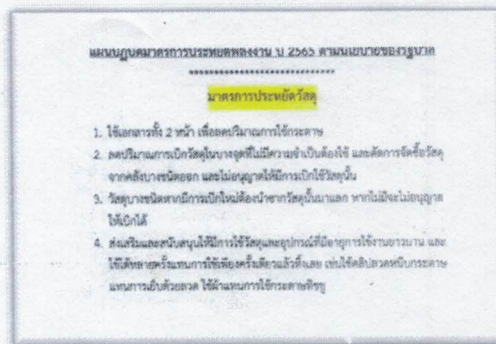 แผนปฏิบัติมาตรการประหยัดพลังงาน ปี 2565 ตามนโยบายของรัฐบาล
******************************
มาตรการประหยัดวัสดุ
1. ใช้เอกสารทั้ง 2 หน้า เพื่อลดปริมาณการใช้กระดาษ
2. ลดปริมาณการเบิกวัสดุในบางจุดที่ไม่มีความจำเป็นต้องใช้ และตัดการจัดซื้อวัสดุ
จากคลังบางชนิดออก และไม่อนุญาตให้มีการเบิกใช้วัสดุนั้น
3. วัสดุบางชนิดหากมีการเบิกใหม่ต้องนำซากวัสดุนั้นมาแลก หากไม่มีจะไม่อนุญาต
ให้เบิกได้
4. ส่งเสริมและสนับสนุนให้มีการใช้วัสดุและอุปกรณ์ที่มีอายุการใช้งานยาวนาน และ
ใช้ได้หลายครั้งแทนการใช้เพียงครั้งเดียวแล้วทิ้งเลย เช่นใช้คลิปลวดหนีบกระดาษ
แทนการเย็บด้วยลวด ใช้ผ้าแทนการใช้กระดาษทิชชู